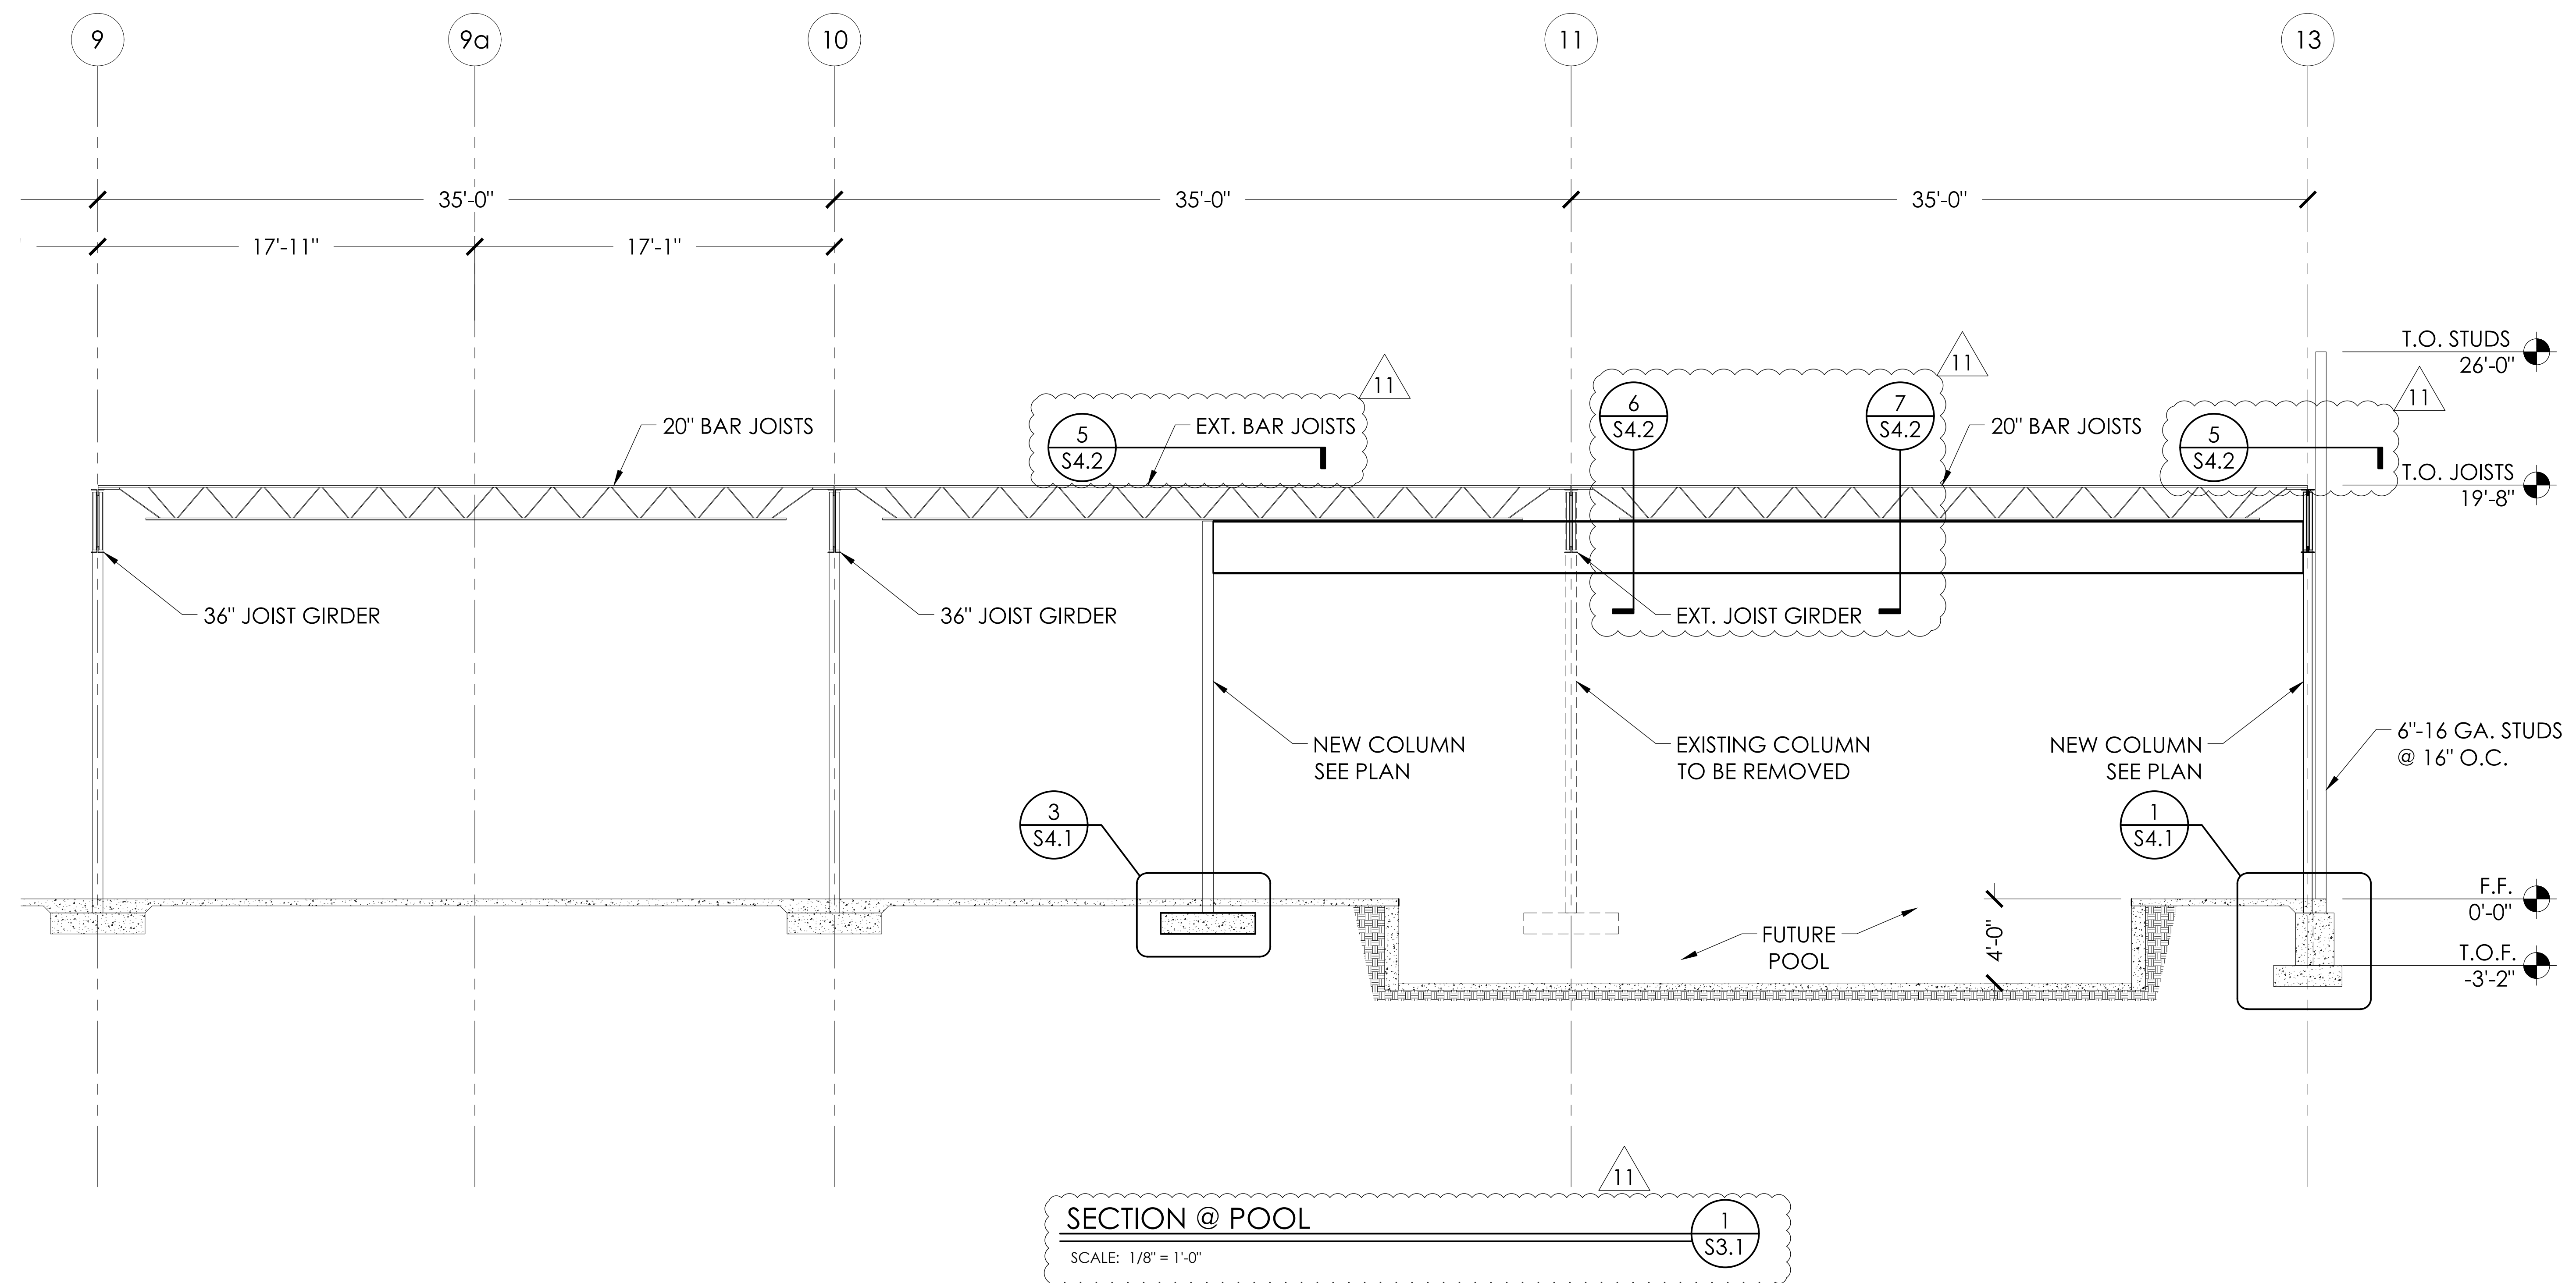 9
9a
10
11
13
35'-0"
35'-0"
35'-0"
17'-11"
17'-1"
T.O. STUDS
26'-0"
11
11
11
5
S4.2
EXT. BAR JOISTS
6
S4.2
7
S4.2
20" BAR JOISTS
20" BAR JOISTS
5
S4.2
T.O. JOISTS
19'-8"
36" JOIST GIRDER
36" JOIST GIRDER
EXT. JOIST GIRDER
NEW COLUMN
SEE PLAN
EXISTING COLUMN
TO BE REMOVED
NEW COLUMN
SEE PLAN
6"-16 GA. STUDS
@ 16" O.C.
3
S4.1
1
S4.1
F.F.
0'-0"
FUTURE
POOL
4'-0"
T.O.F.
-3'-2"
11
SECTION @ POOL
1
S3.1
SCALE: 1/8" = 1'-0"